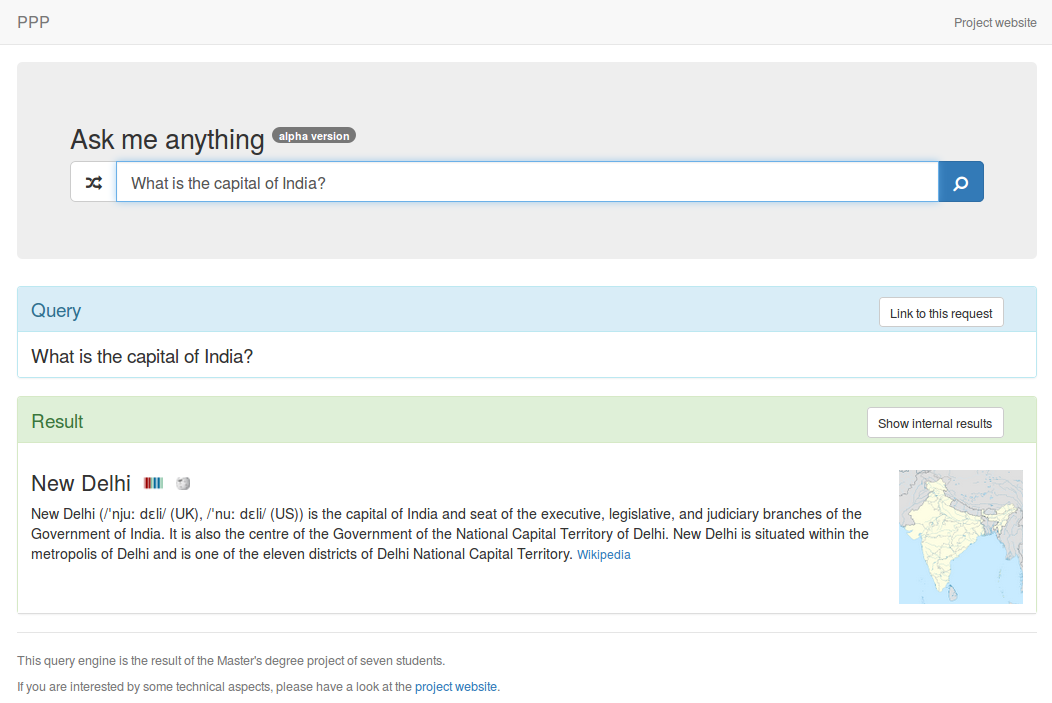 PPP
Project website
Ask me anything alpha version
What is the capital of India?
Query
Link to this request
What is the capital of India?
Result
Show internal results
New Delhi
New Delhi (/ˈnjuː dɛli/ (UK), /ˈnuː dɛli/ (US)) is the capital of India and seat of the executive, legislative, and judiciary branches of the
Government of India. It is also the centre of the Government of the National Capital Territory of Delhi. New Delhi is situated within the
metropolis of Delhi and is one of the eleven districts of Delhi National Capital Territory. Wikipedia
This query engine is the result of the Master's degree project of seven students.
If you are interested by some technical aspects, please have a look at the project website.